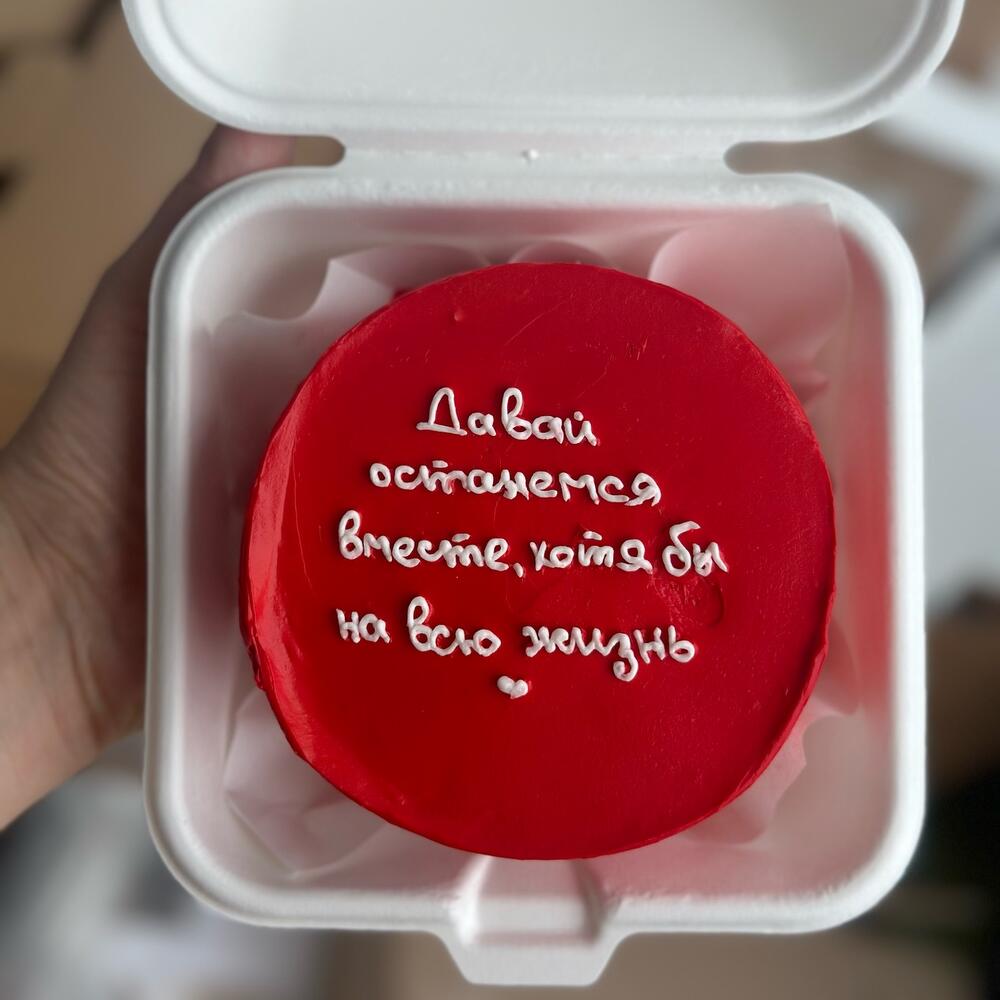 Давай
останемся
вместе, хотя бы
на всю жизнь